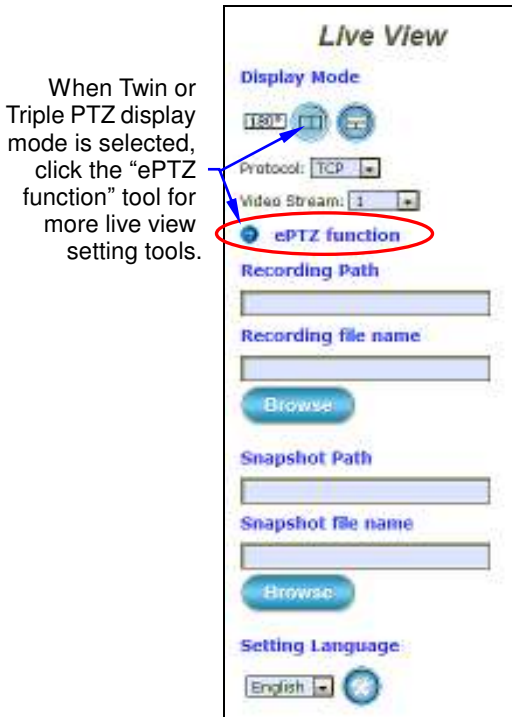 When Twin or
Triple PTZ display
mode is selected,
click the “ePTZ
function” tool for
more live view
setting tools.
Live View
Display Mode
180°
Protocol: TCP
Video Stream: 1
ePTZ function
Recording Path
Recording file name
Browse
Snapshot Path
Snapshot file name
Browse
Setting Language
English